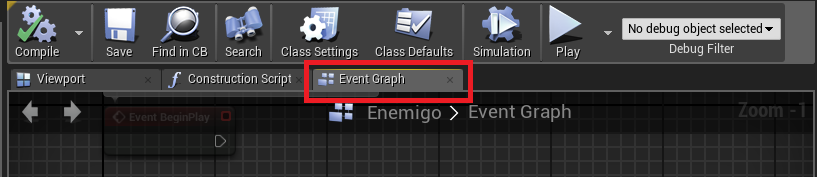 Compile Save Find in CB Search Class Settings Class Defaults Simulation Play No debug object selected
Debug Filter
Viewport Construction Script Event Graph
Enemigo > Event Graph Zoom -1
Event BeginPlay